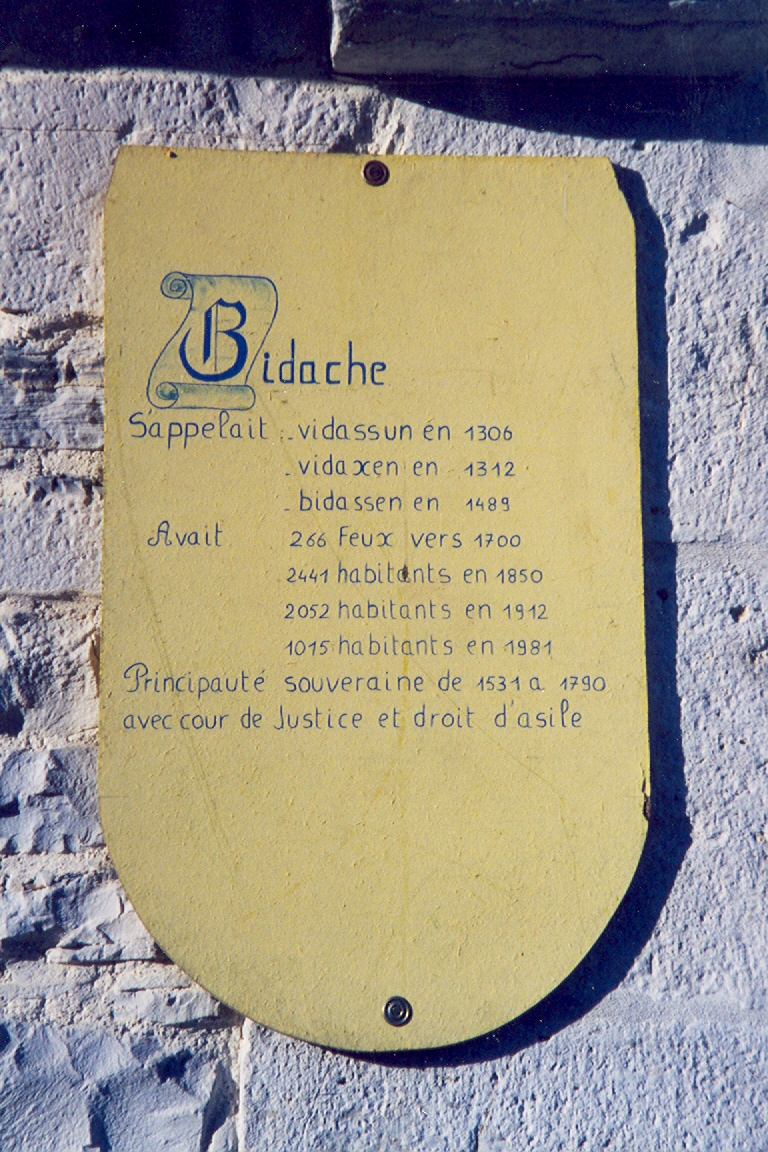 Bidache
S'appelait .vidassun en 1306
.vidaxen en 1312
.bidassen en 1489
Avait 266 Feux vers 1700
2441 habitants en 1850
2052 habitants en 1912
1015 habitants en 1981
Principauté souveraine de 1531 a 1790
avec cour de Justice et droit d'asile